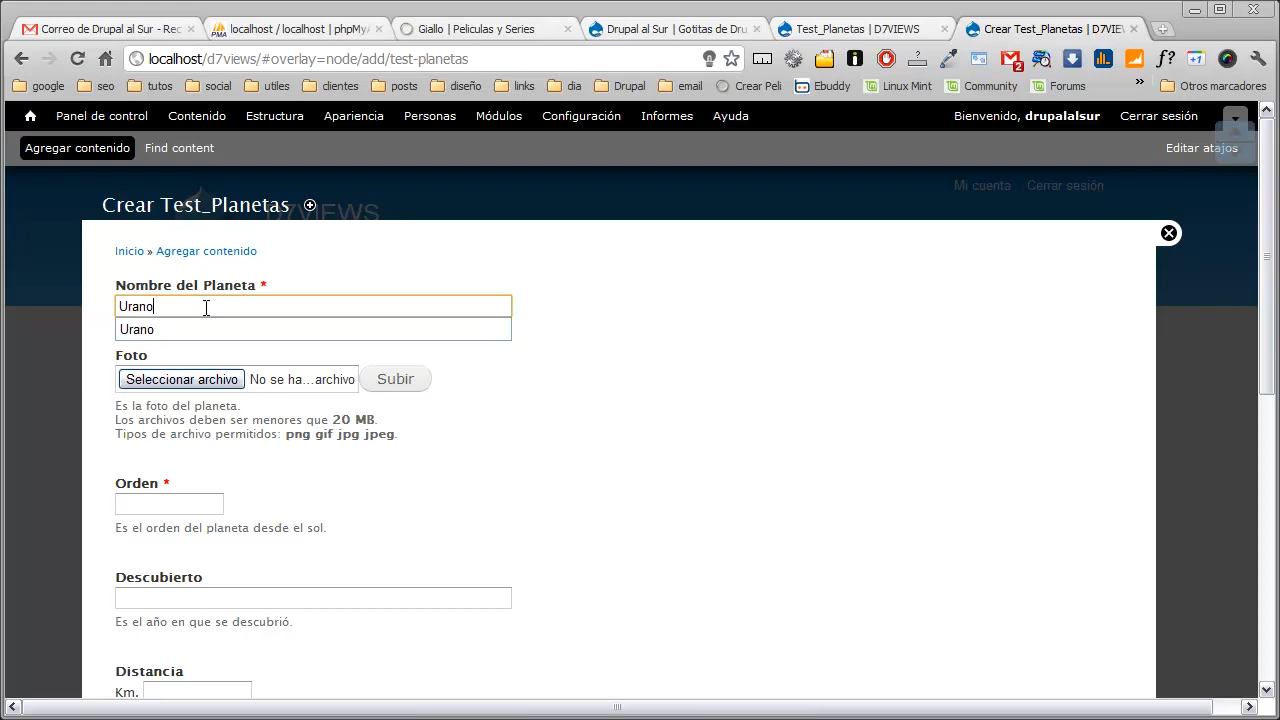 Correo de Drupal al Sur - Rec
localhost / localhost | phpMy
Giallo | Peliculas y Series
Drupal al Sur | Gotitas de Dru
Test_Planetas | D7VIEWS
Crear Test_Planetas | D7VIEW
localhost/d7views/#overlay=node/add/test-planetas
google
ego
tutos
social
utiles
clientes
posts
diseño
links
dia
Drupal
email
Crear Peli
Ebuddy
Linux Mint
Community
Forums
»
Otros marcadores
Panel de control
Contenido
Estructura
Apariencia
Personas
Módulos
Configuración
Informes
Ayuda
Bienvenido, drupalalsur
Cerrar sesión
Agregar contenido
Find content
Editar atajos
Mi cuenta
Cerrar sesión
D7VIEWS
Crear Test_Planetas
Inicio » Agregar contenido
Nombre del Planeta *
Urano
Urano
Foto
Seleccionar archivo No se ha...archivo Subir
Es la foto del planeta.
Los archivos deben ser menores que 20 MB.
Tipos de archivo permitidos: png gif jpg jpeg.
Orden *
Es el orden del planeta desde el sol.
Descubierto
Es el año en que se descubrió.
Distancia
Km.